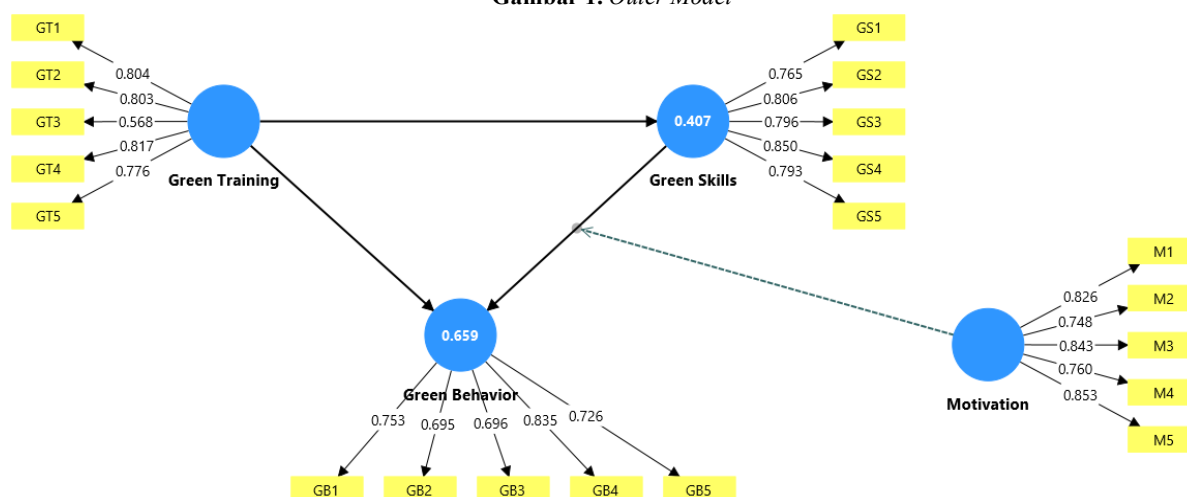 Gambar 1. Outer Model
GT1
GT2
GT3
GT4
GT5
0.804
0.803
0.568
0.817
0.776
Green Training
GS1
GS2
GS3
GS4
GS5
0.765
0.806
0.796
0.850
0.793
0.407
Green Skills
0.659
Green Behavior
0.753
0.695
0.696
0.835
0.726
GB1
GB2
GB3
GB4
GB5
M1
M2
M3
M4
M5
0.826
0.748
0.843
0.760
0.853
Motivation